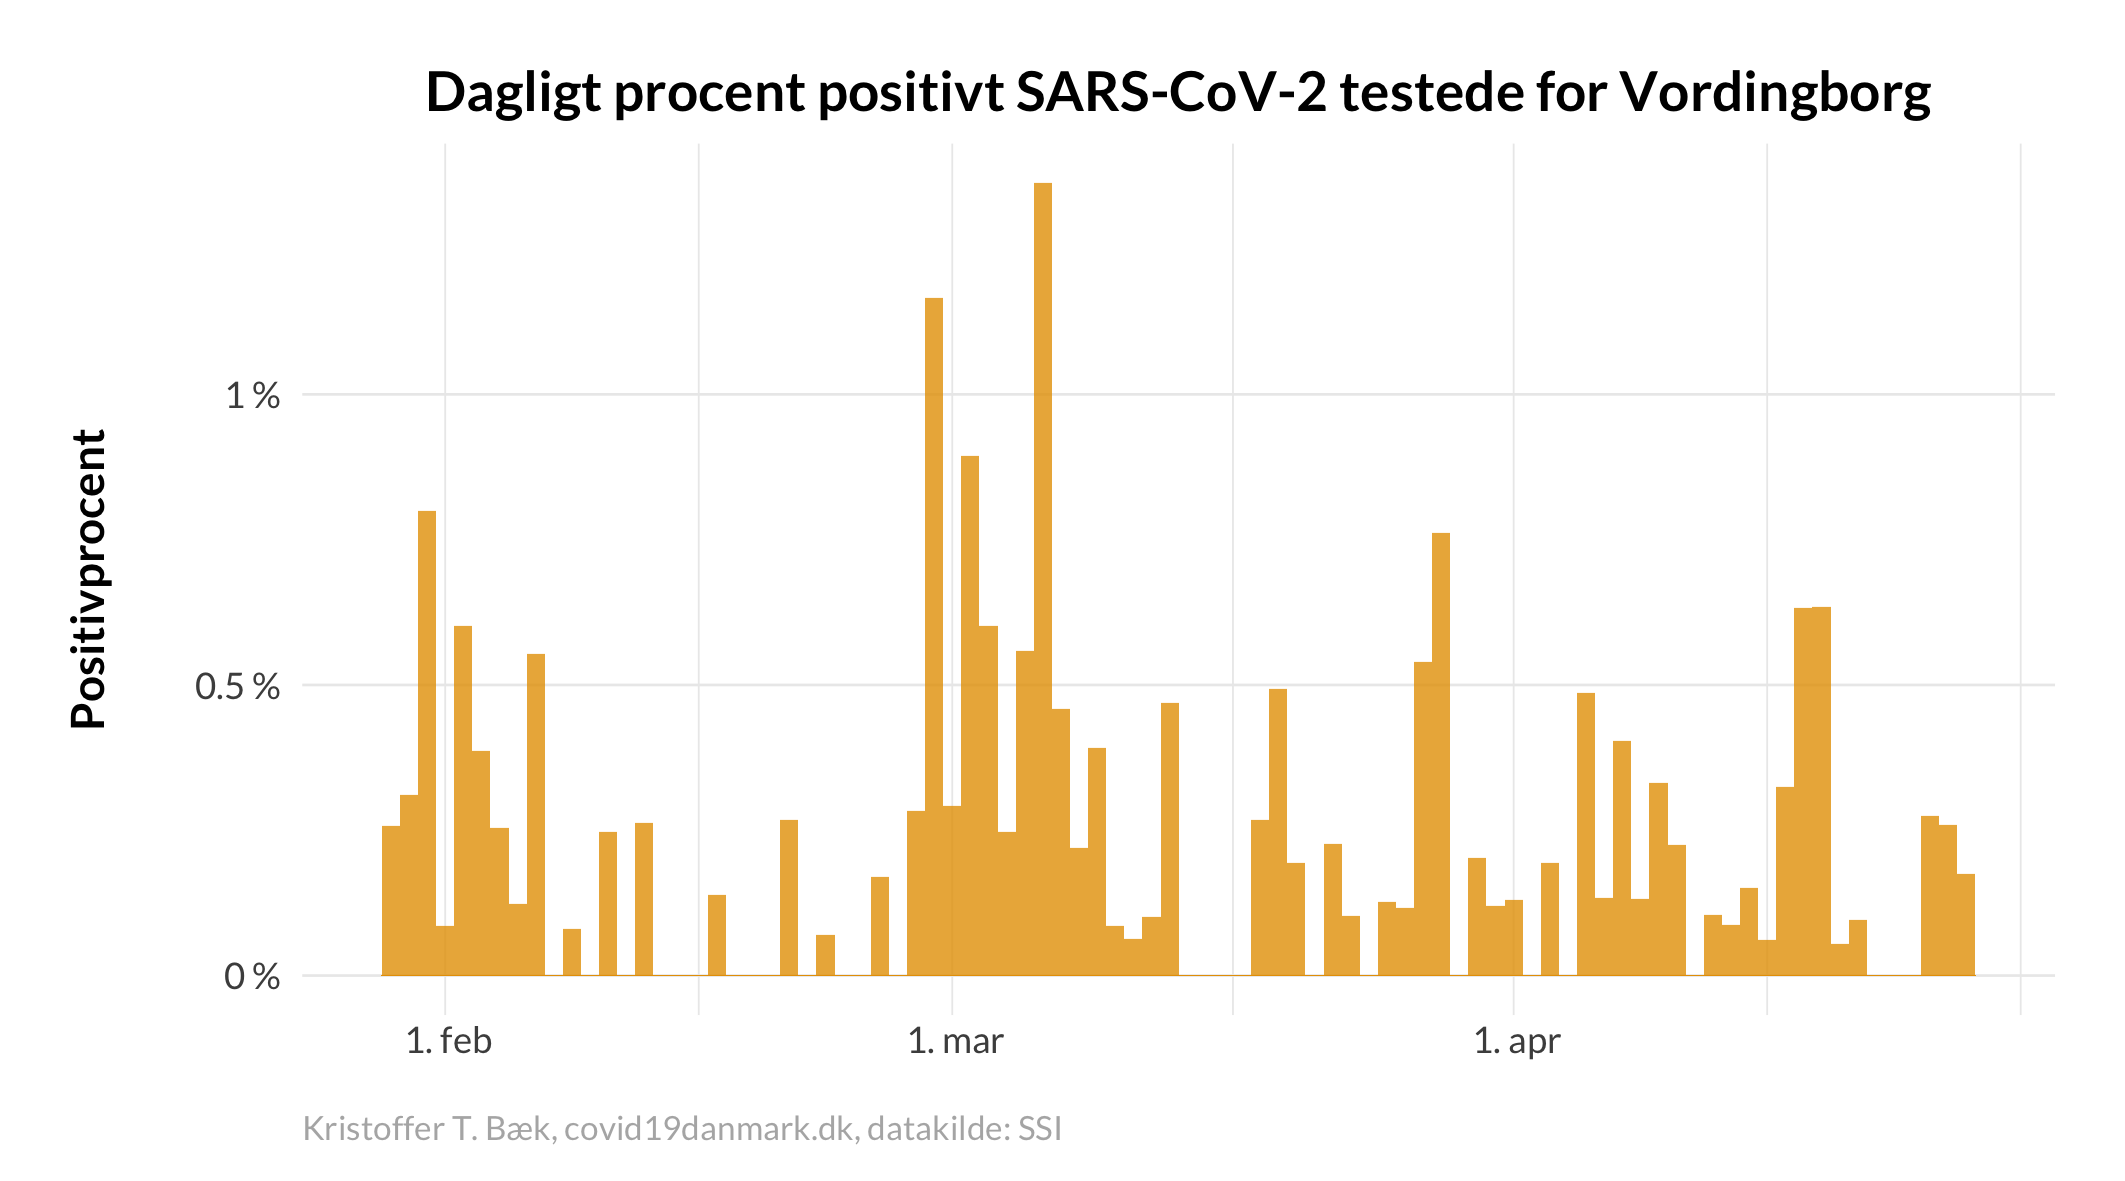 Dagligt procent positivt SARS-CoV-2 testede for Vordingborg
Positivprocent
1 %
0.5 %
0 %
1. feb
1. mar
1. apr
Kristoffer T. Bæk, covid19danmark.dk, datakilde: SSI